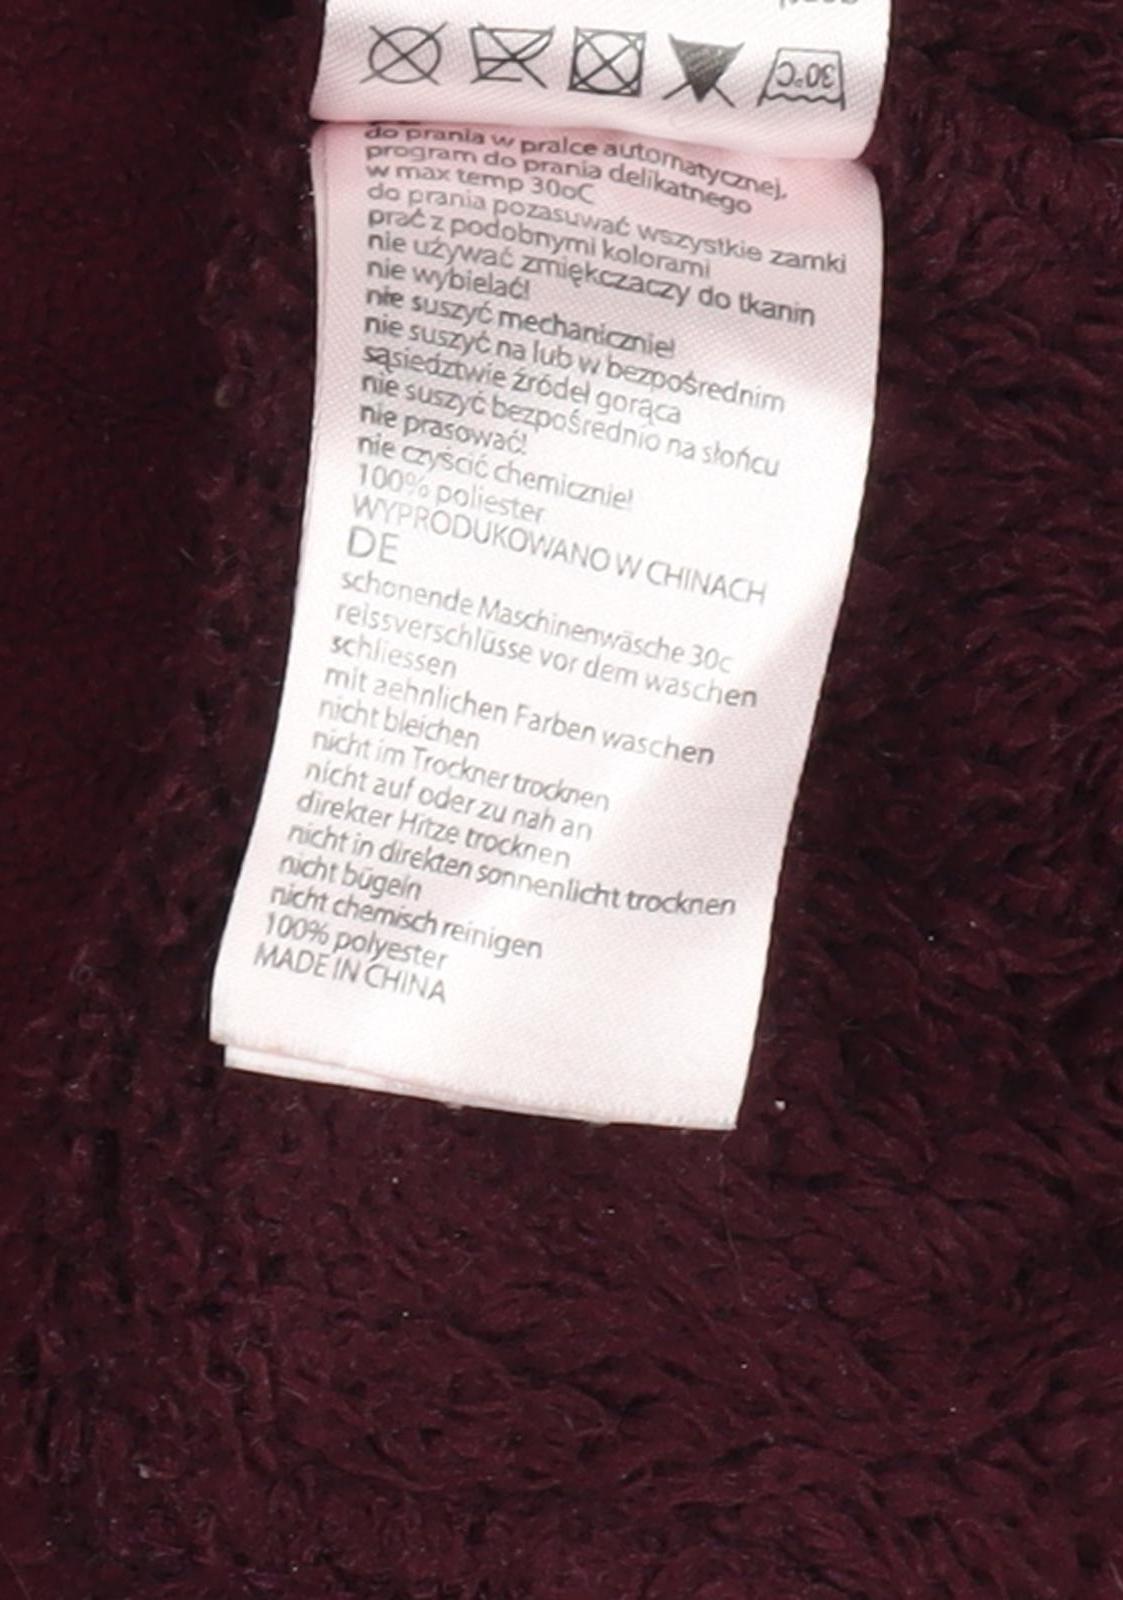 30°C
do prania w pralce automatycznej,
program do prania delikatnego
w max temp 30oC
do prania pozasuwać wszystkie zamki
prać z podobnymi kolorami
nie używać zmiękczaczy do tkanin
nie wybielać!
nie suszyć mechanicznie!
nie suszyć na lub w bezpośrednim
sąsiedztwie źródeł gorąca
nie suszyć bezpośrednio na słońcu
nie prasować!
nie czyścić chemicznie!
100% poliester
WYPRODUKOWANO W CHINACH
DE
schonende Maschinenwäsche 30c
reissverschlüsse vor dem waschen
schliessen
mit aehnlichen Farben waschen
nicht bleichen
nicht im Trockner trocknen
nicht auf oder zu nah an
direkter Hitze trocknen
nicht in direkten sonnenlicht trocknen
nicht bügeln
nicht chemisch reinigen
100% polyester
MADE IN CHINA